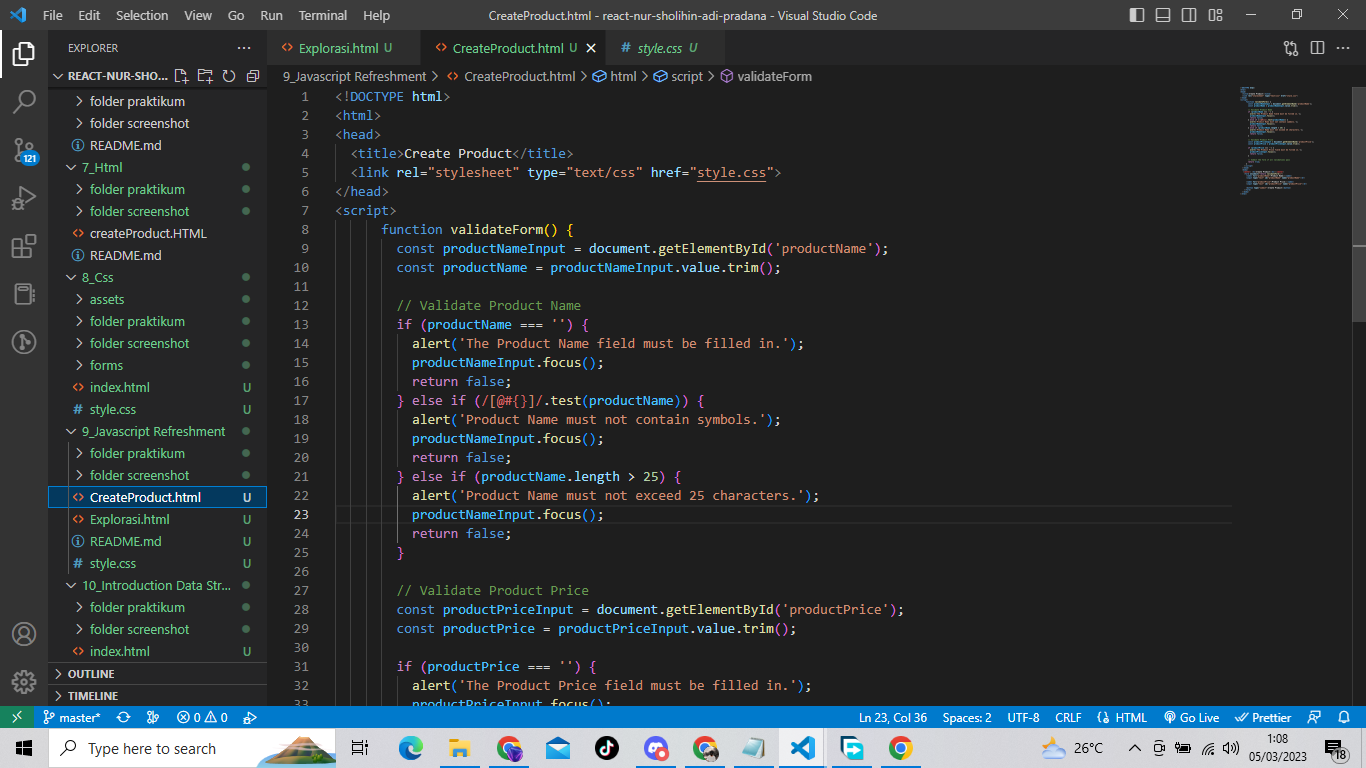 File Edit Selection View Go Run Terminal Help CreateProduct.html - react-nur-sholihin-adi-pradana - Visual Studio Code
EXPLORER
REACT-NUR-SHO...
folder praktikum
folder screenshot
README.md
7_Html
folder praktikum
folder screenshot
createProduct.HTML
README.md
8_Css
assets
folder praktikum
folder screenshot
forms
index.html U
style.css U
9_Javascript Refreshment
folder praktikum
folder screenshot
CreateProduct.html U
Explorasi.html U
README.md U
style.css U
10_Introduction Data Str...
folder praktikum
folder screenshot
index.html U
OUTLINE
TIMELINE
121
Explorasi.html U CreateProduct.html U style.css U
9_Javascript Refreshment > CreateProduct.html > html > script > validateForm
1 <!DOCTYPE html>
2 <html>
3 <head>
4 <title>Create Product</title>
5 <link rel="stylesheet" type="text/css" href="style.css">
6 </head>
7 <script>
8 function validateForm() {
9 const productNameInput = document.getElementById('productName');
10 const productName = productNameInput.value.trim();
11
12 // Validate Product Name
13 if (productName === '') {
14 alert('The Product Name field must be filled in.');
15 productNameInput.focus();
16 return false;
17 } else if (/[@#{}]/.test(productName)) {
18 alert('Product Name must not contain symbols.');
19 productNameInput.focus();
20 return false;
21 } else if (productName.length > 25) {
22 alert('Product Name must not exceed 25 characters.');
23 productNameInput.focus();
24 return false;
25 }
26
27 // Validate Product Price
28 const productPriceInput = document.getElementById('productPrice');
29 const productPrice = productPriceInput.value.trim();
30
31 if (productPrice === '') {
32 alert('The Product Price field must be filled in.');
33 productPriceInput.focus();
master* 0 0 Ln 23, Col 36 Spaces: 2 UTF-8 CRLF HTML Go Live Prettier
Type here to search 26°C 1:08
05/03/2023 18